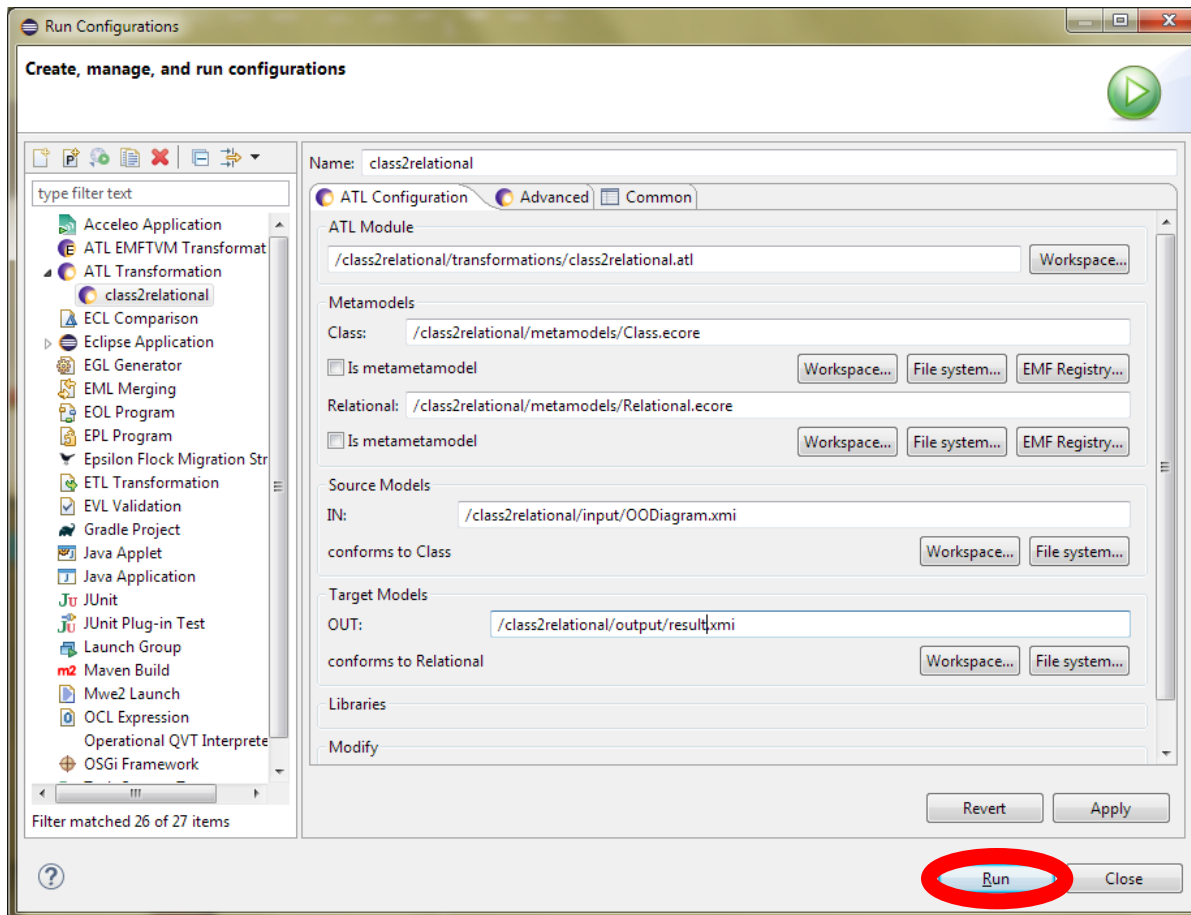 Run Configurations
Create, manage, and run configurations
type filter text
Acceleo Application
ATL EMFTVM Transformat
ATL Transformation
class2relational
ECL Comparison
Eclipse Application
EGL Generator
EML Merging
EOL Program
EPL Program
Epsilon Flock Migration Str
ETL Transformation
EVL Validation
Gradle Project
Java Applet
Java Application
Ju JUnit
JUnit Plug-in Test
Launch Group
m2 Maven Build
Mwe2 Launch
OCL Expression
Operational QVT Interprete
OSGi Framework
Filter matched 26 of 27 items
Name: class2relational
ATL Configuration Advanced Common
ATL Module
/class2relational/transformations/class2relational.atl Workspace...
Metamodels
Class: /class2relational/metamodels/Class.ecore
Is metametamodel Workspace... File system... EMF Registry...
Relational: /class2relational/metamodels/Relational.ecore
Is metametamodel Workspace... File system... EMF Registry...
Source Models
IN: /class2relational/input/OODiagram.xmi
conforms to Class Workspace... File system...
Target Models
OUT: /class2relational/output/result.xmi
conforms to Relational Workspace... File system...
Libraries
Modify
Revert Apply
? Run Close